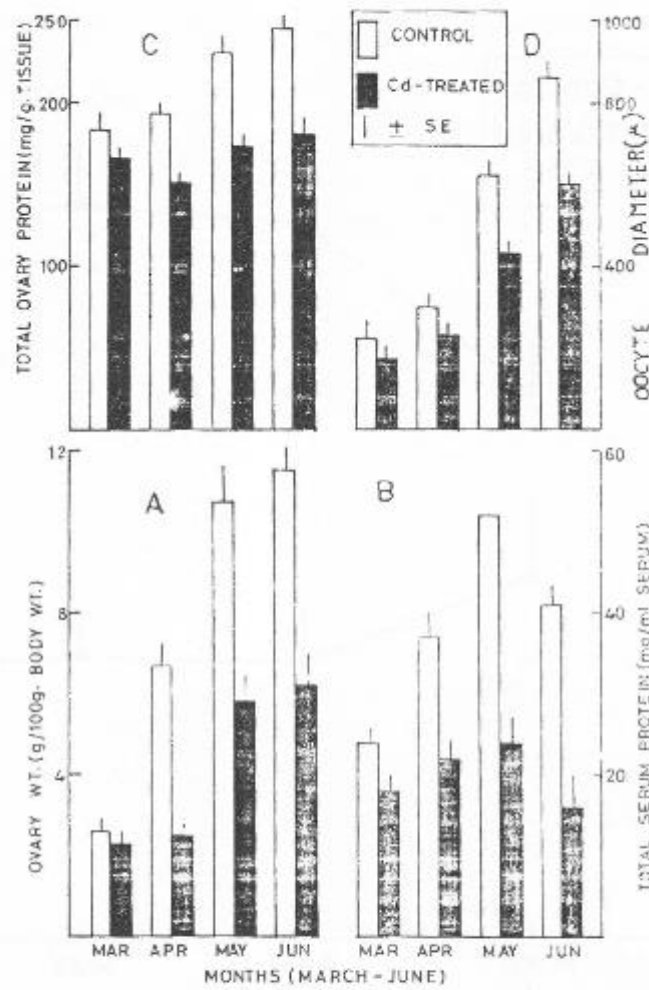 TOTAL OVARY PROTEIN (mg/g. TISSUE)
250
200
100
C
CONTROL
Cd-TREATED
± SE
D
1000
800
400
OOCYTE DIAMETER (µ)
OVARY WT. (g/100g. BODY WT.)
12
8
4
A
B
60
40
20
TOTAL SERUM PROTEIN (mg/ml SERUM)
MAR APR MAY JUN
MAR APR MAY JUN
MONTHS (MARCH-JUNE)